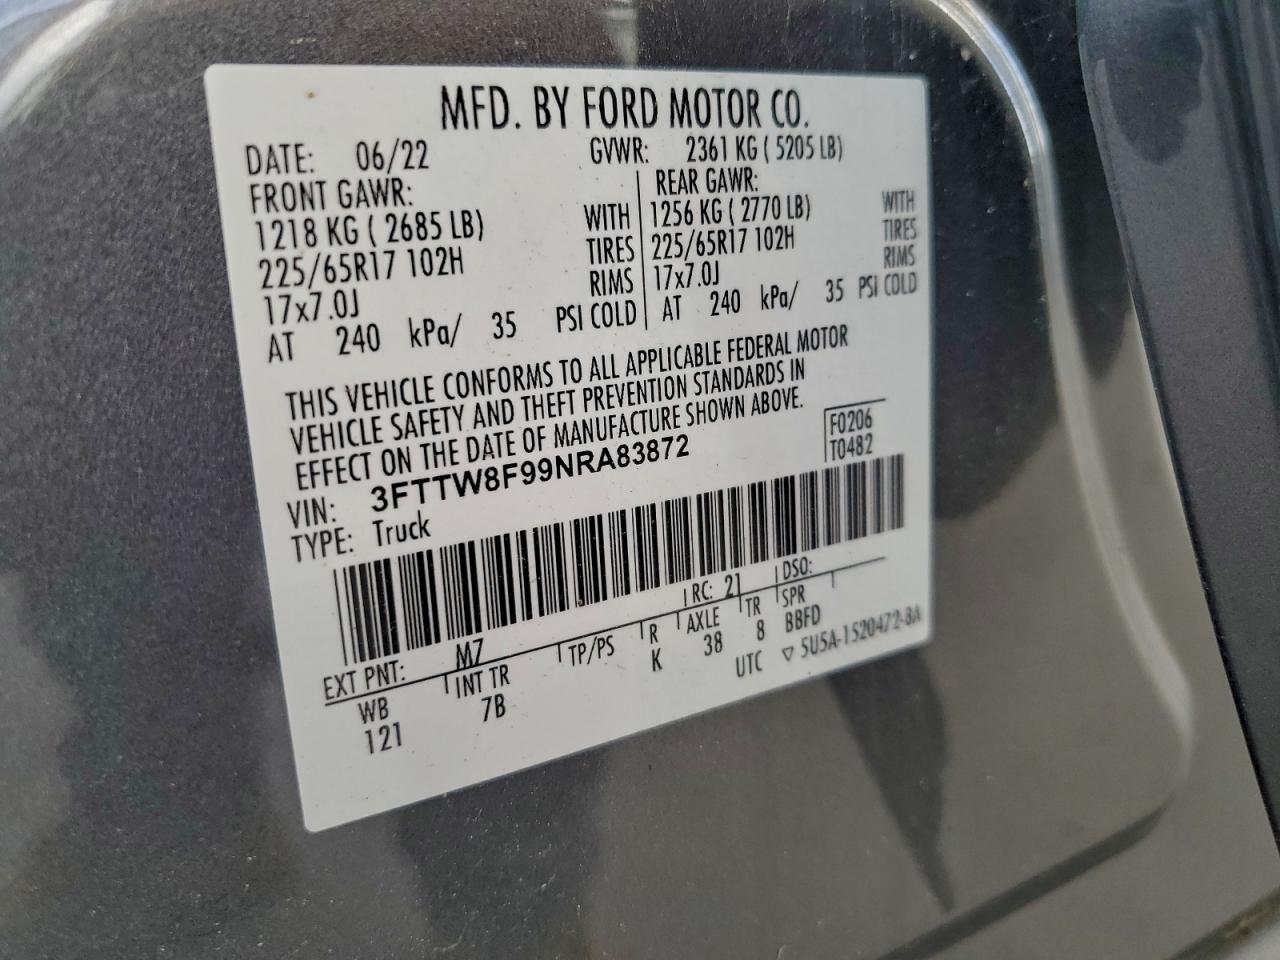 MFD. BY FORD MOTOR CO.
DATE: 06/22 GVWR: 2361 KG ( 5205 LB)
FRONT GAWR: REAR GAWR:
1218 KG ( 2685 LB) WITH 1256 KG ( 2770 LB) WITH
225/65R17 102H TIRES 225/65R17 102H TIRES
17x7.0J RIMS 17x7.0J RIMS
AT 240 kPa/ 35 PSI COLD AT 240 kPa/ 35 PSI COLD
THIS VEHICLE CONFORMS TO ALL APPLICABLE FEDERAL MOTOR
VEHICLE SAFETY AND THEFT PREVENTION STANDARDS IN
EFFECT ON THE DATE OF MANUFACTURE SHOWN ABOVE.
F0206
VIN: 3FTTW8F99NRA83872 T0482
TYPE: Truck
EXT PNT: M7 RC: 21 DSO:
WB INT TR TP/PS R AXLE TR SPR
121 7B K 38 8 BBFD
UTC ▽ 5U5A-1520472-BA